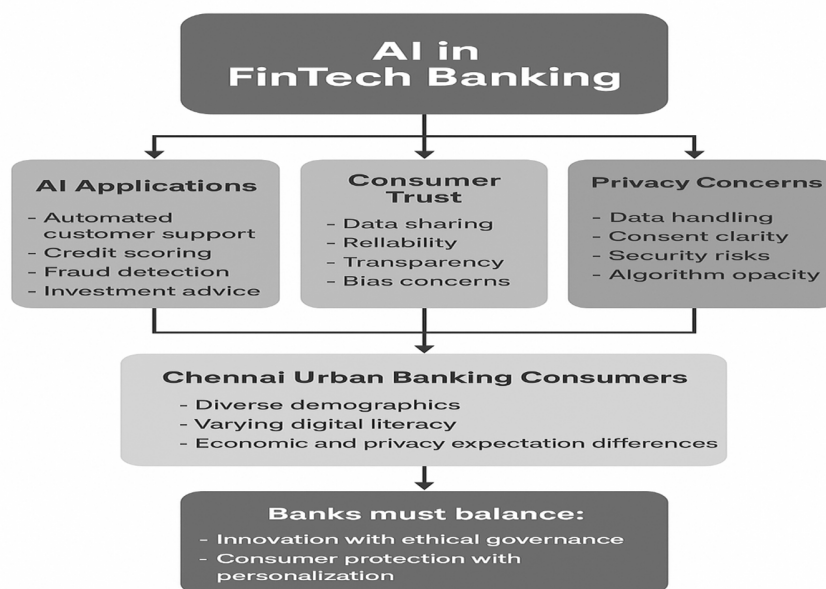 AI in
FinTech Banking
AI Applications
- Automated
customer support
- Credit scoring
- Fraud detection
- Investment advice
Consumer
Trust
- Data sharing
- Rellability
- Transparency
- Bias concerns
Privacy Concerns
- Data handling
- Consent clarity
- Security risks
- Algorithm opacity
Chennai Urban Banking Consumers
- Diverse demographics
- Varying digital literacy
- Economic and privacy expectation differences
Banks must balance:
- Innovation with ethical governance
- Consumer protection with
personalization